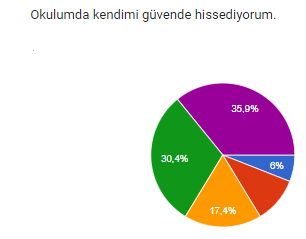 Okulumda kendimi güvende hissediyorum.
35,9%
30,4%
6%
17,4%